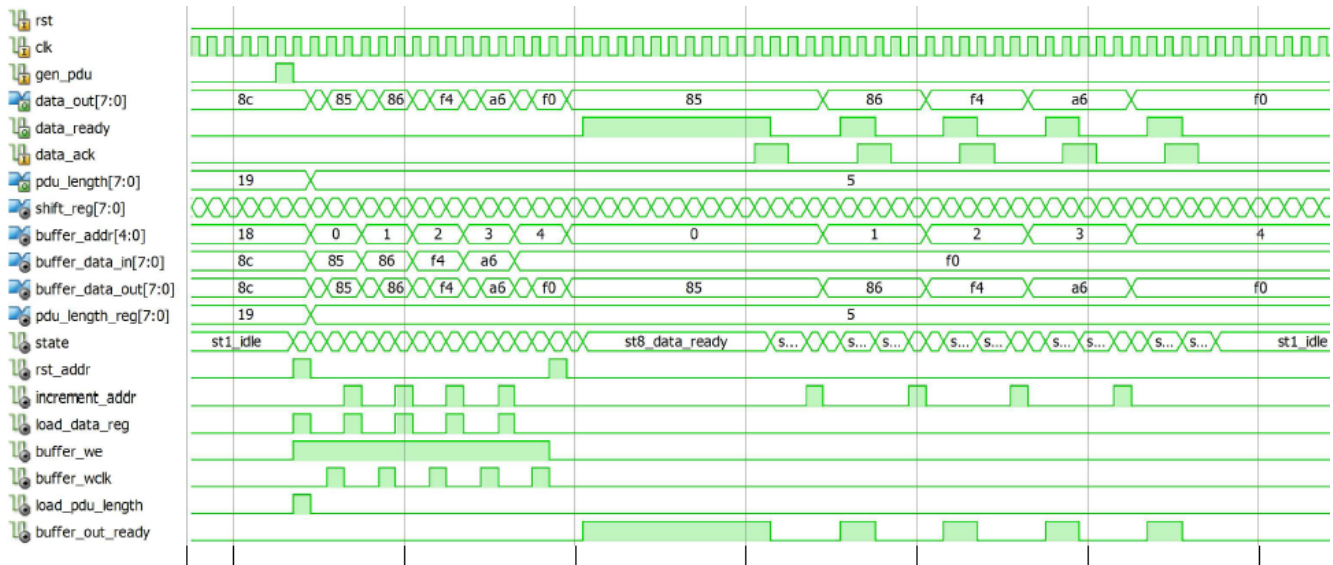 rst
clk
gen_pdu
data_out[7:0] 8c 85 86 f4 a6 f0 85 86 f4 a6 f0
data_ready
data_ack
pdu_length[7:0] 19 5
shift_reg[7:0]
buffer_addr[4:0] 18 0 1 2 3 4 0 1 2 3 4
buffer_data_in[7:0] 8c 85 86 f4 a6 f0
buffer_data_out[7:0] 8c 85 86 f4 a6 f0 85 86 f4 a6 f0
pdu_length_reg[7:0] 19 5
state st1_idle st8_data_ready s... s... s... s... s... s... s... s... s... st1_idle
rst_addr
increment_addr
load_data_reg
buffer_we
buffer_wclk
load_pdu_length
buffer_out_ready